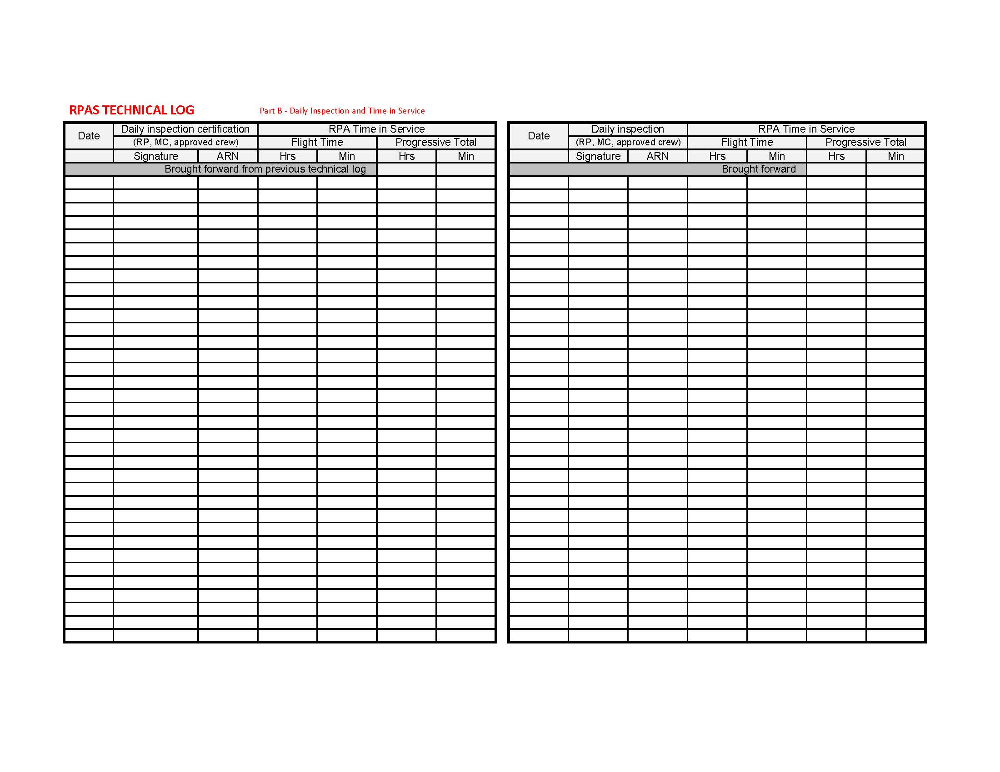 RPAS TECHNICAL LOG Part B - Daily Inspection and Time in Service
Date Daily inspection certification RPA Time in Service
(RP, MC, approved crew) Flight Time Progressive Total
Signature ARN Hrs Min Hrs Min
Brought forward from previous technical log
Date Daily inspection RPA Time in Service
(RP, MC, approved crew) Flight Time Progressive Total
Signature ARN Hrs Min Hrs Min
Brought forward